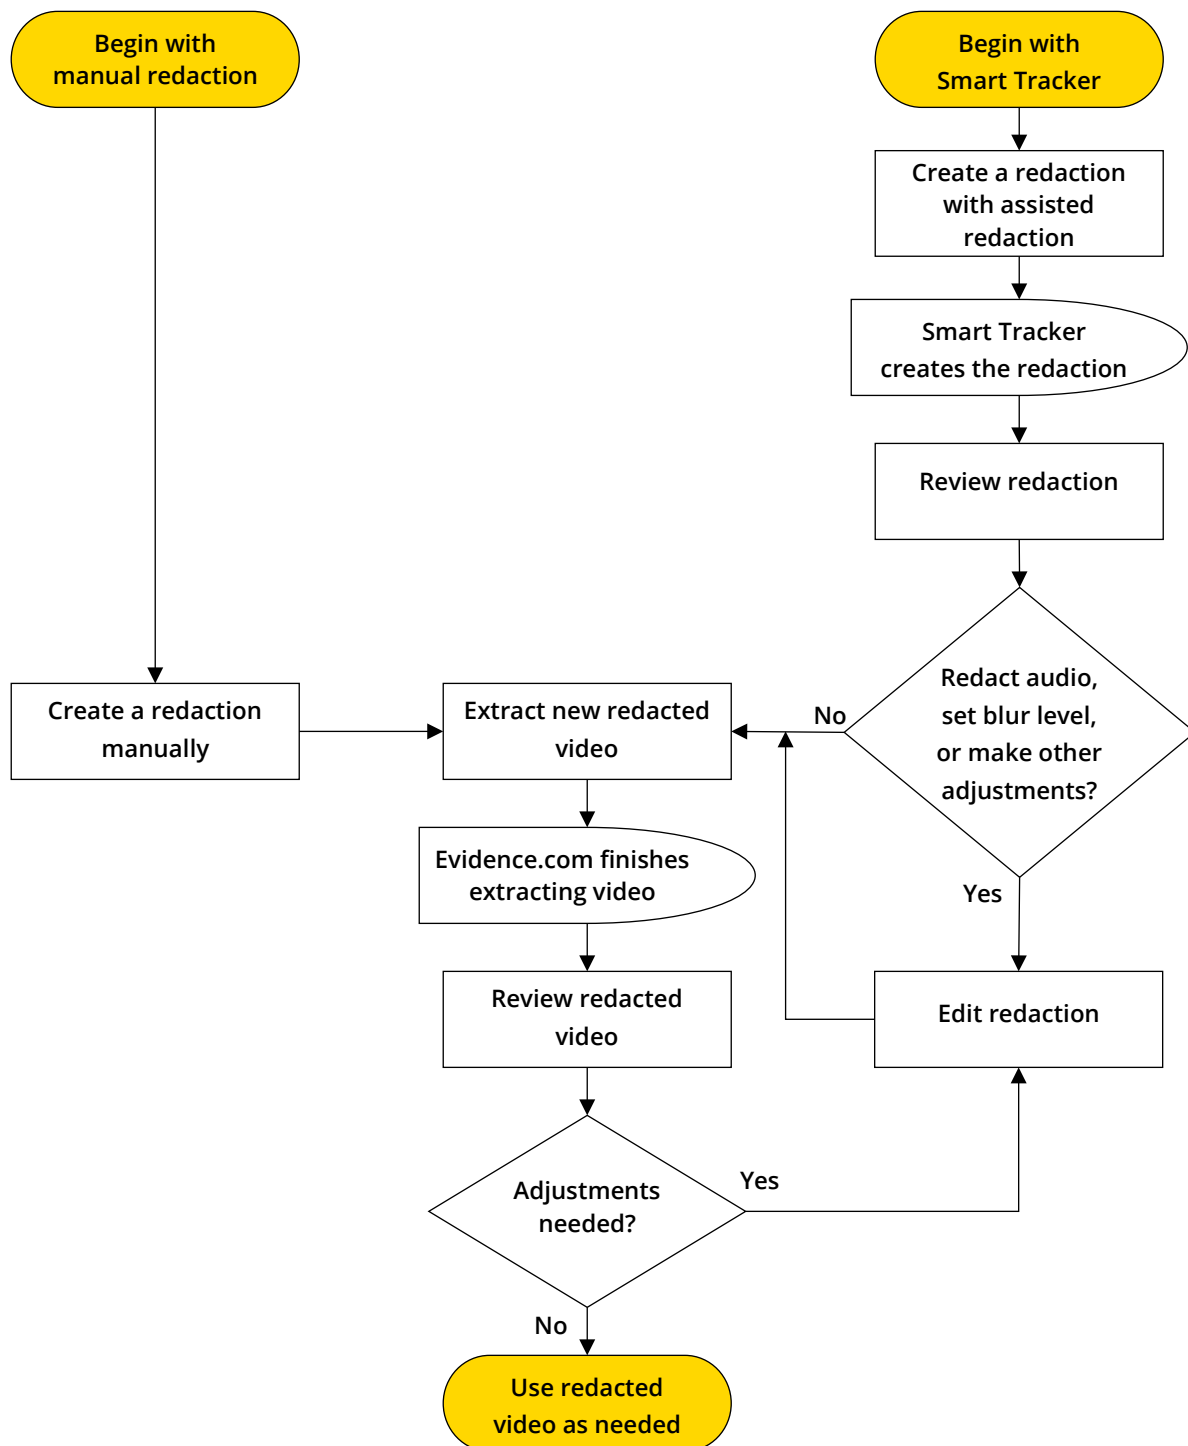 Begin with
manual redaction
Begin with
Smart Tracker
Create a redaction
with assisted
redaction
Smart Tracker
creates the redaction
Review redaction
Redact audio,
set blur level,
or make other
adjustments?
No
Yes
Create a redaction
manually
Extract new redacted
video
Evidence.com finishes
extracting video
Review redacted
video
Edit redaction
Adjustments
needed?
Yes
No
Use redacted
video as needed